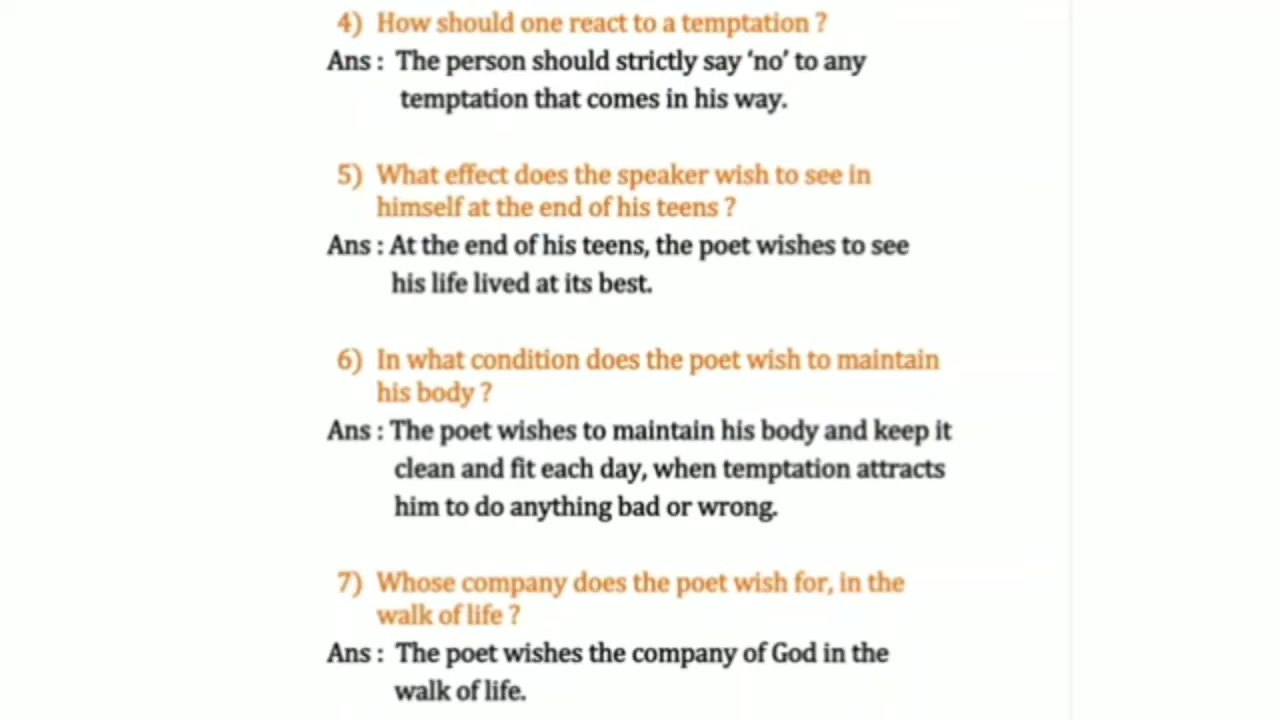 4) How should one react to a temptation ?
Ans : The person should strictly say ‘no’ to any
temptation that comes in his way.
5) What effect does the speaker wish to see in
himself at the end of his teens ?
Ans : At the end of his teens, the poet wishes to see
his life lived at its best.
6) In what condition does the poet wish to maintain
his body ?
Ans : The poet wishes to maintain his body and keep it
clean and fit each day, when temptation attracts
him to do anything bad or wrong.
7) Whose company does the poet wish for, in the
walk of life ?
Ans : The poet wishes the company of God in the
walk of life.